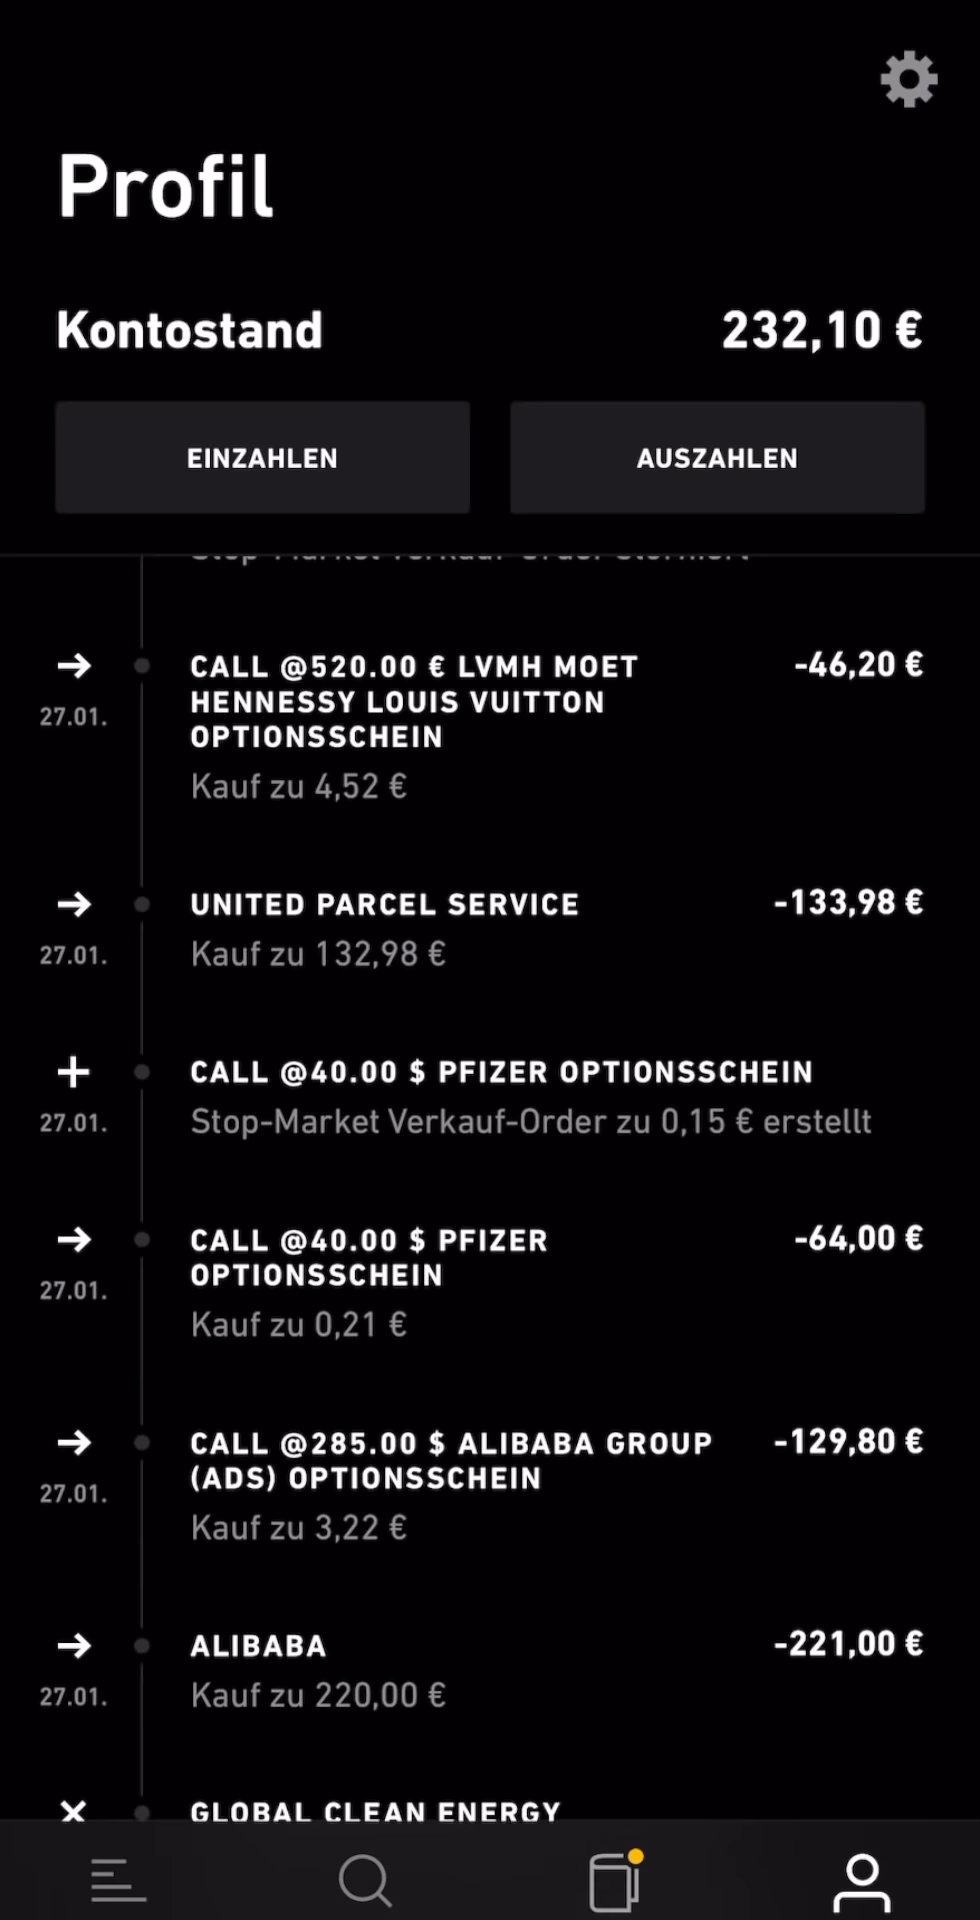 Profil
Kontostand 232,10 €
EINZAHLEN AUSZAHLEN
CALL @520.00 € LVMH MOET -46,20 €
HENNESSY LOUIS VUITTON
27.01.
OPTIONSSCHEIN
Kauf zu 4,52 €
UNITED PARCEL SERVICE -133,98 €
27.01. Kauf zu 132,98 €
CALL @40.00 $ PFIZER OPTIONSSCHEIN
27.01. Stop-Market Verkauf-Order zu 0,15 € erstellt
CALL @40.00 $ PFIZER -64,00 €
27.01. OPTIONSSCHEIN
Kauf zu 0,21 €
CALL @285.00 $ ALIBABA GROUP -129,80 €
27.01. (ADS) OPTIONSSCHEIN
Kauf zu 3,22 €
ALIBABA -221,00 €
27.01. Kauf zu 220,00 €
GLOBAL CLEAN ENERGY